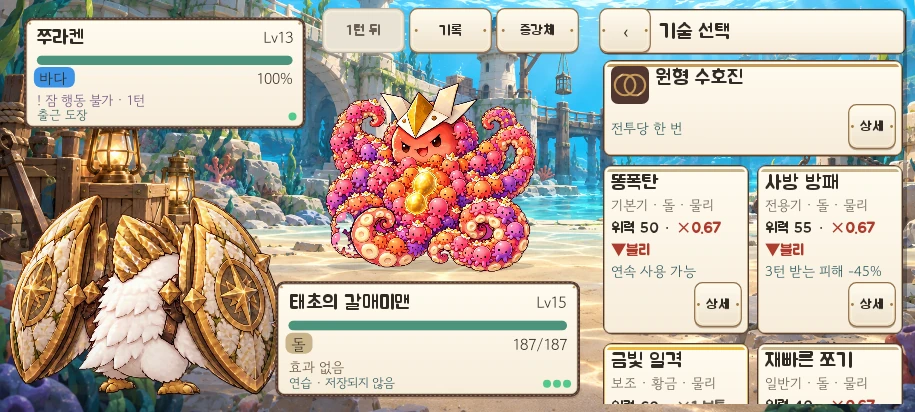 쭈라켄 Lv13
바다 100%
! 잠 행동 불가 · 1턴
출근 도장
1턴 뒤
기록
증강체
‹ 기술 선택
원형 수호진
전투당 한 번
상세
똥폭탄
기본기 · 돌 · 물리
위력 50 · ×0.67
▼불리
연속 사용 가능
상세
사방 방패
전용기 · 돌 · 물리
위력 55 · ×0.67
▼불리
3턴 받는 피해 -45%
상세
태초의 갈매미맨 Lv15
돌 187/187
효과 없음
연습 · 저장되지 않음
금빛 일격
보조 · 황금 · 물리
재빠른 쪼기
일반기 · 돌 · 물리